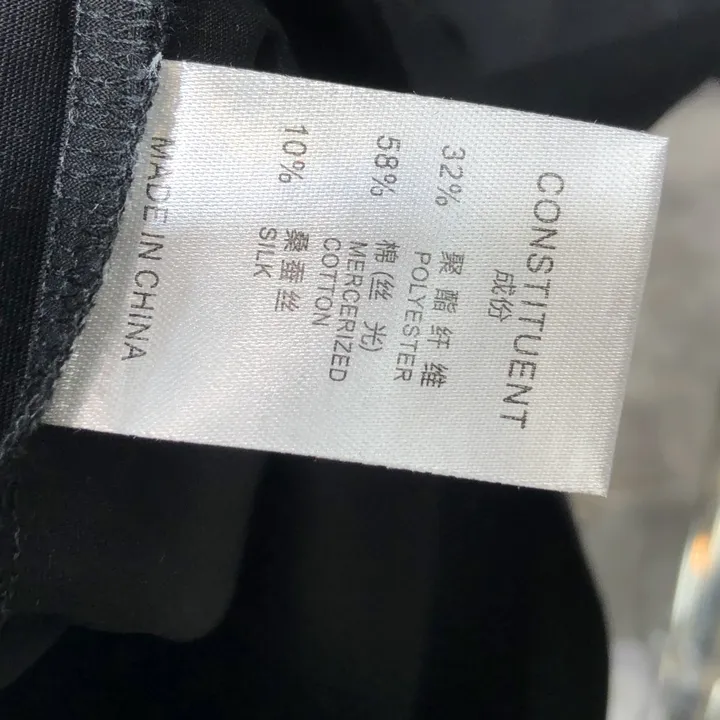 CONSTITUENT
成份
32% 聚酯纤维
POLYESTER
58% 棉(丝光)
MERCERIZED
COTTON
10% 桑蚕丝
SILK
MADE IN CHINA